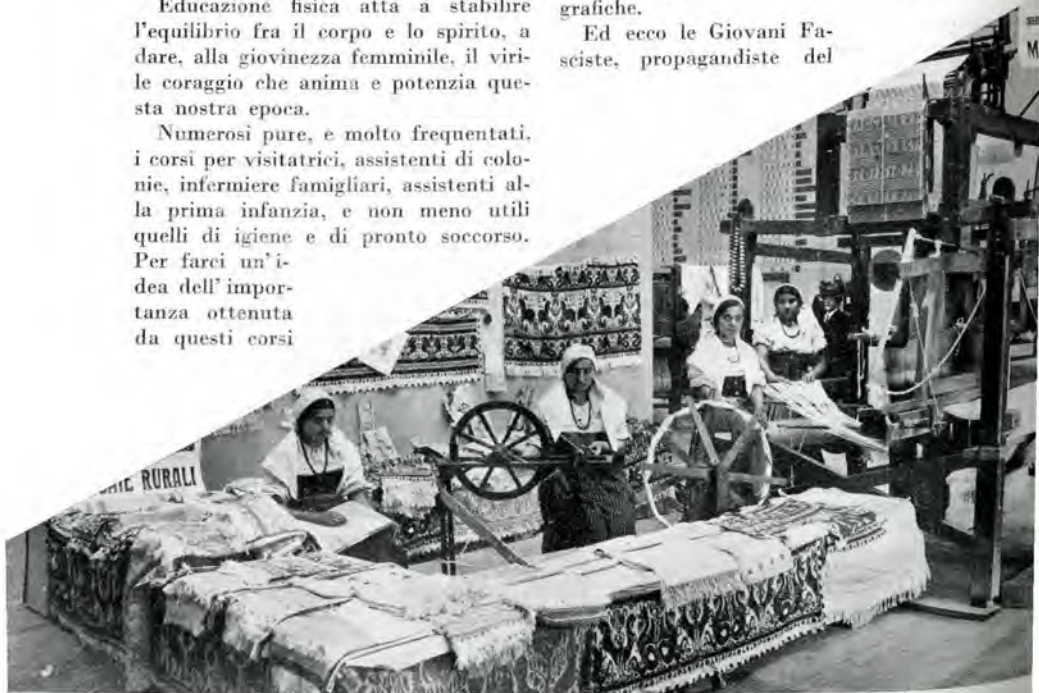 Educazione fisica atta a stabilire
l'equilibrio fra il corpo e lo spirito, a
dare, alla giovinezza femminile, il viri-
le coraggio che anima e potenzia que-
sta nostra epoca.
Numerosi pure, e molto frequentati,
i corsi per visitatrici, assistenti di colo-
nie, infermiere famigliari, assistenti al-
la prima infanzia, e non meno utili
quelli di igiene e di pronto soccorso.
Per farci un'i-
dea dell'impor-
tanza ottenuta
da questi corsi
grafiche.
Ed ecco le Giovani Fa-
sciste, propagandiste del
RURALI
M